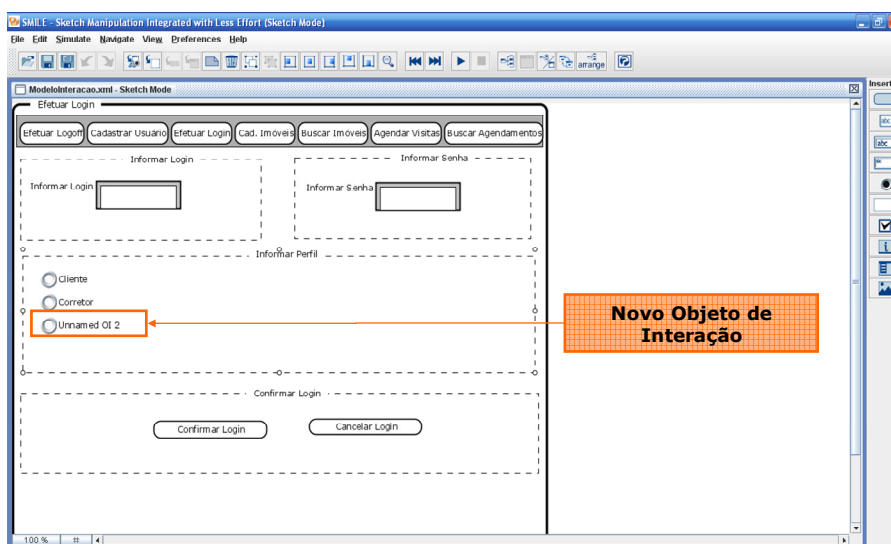 SMILE - Sketch Manipulation Integrated with Less Effort (Sketch Mode)
File Edit Simulate Navigate View Preferences Help
arrange
ModeloInteracao.xml - Sketch Mode
Insert
Efetuar Login
Efetuar Logoff Cadastrar Usuário Efetuar Login Cad. Imóveis Buscar Imóveis Agendar Visitas Buscar Agendamentos
Informar Login Informar Senha
Informar Login Informar Senha
Informar Perfil
Cliente
Corretor
Unnamed OI 2
Novo Objeto de
Interação
Confirmar Login
Confirmar Login Cancelar Login
100 %